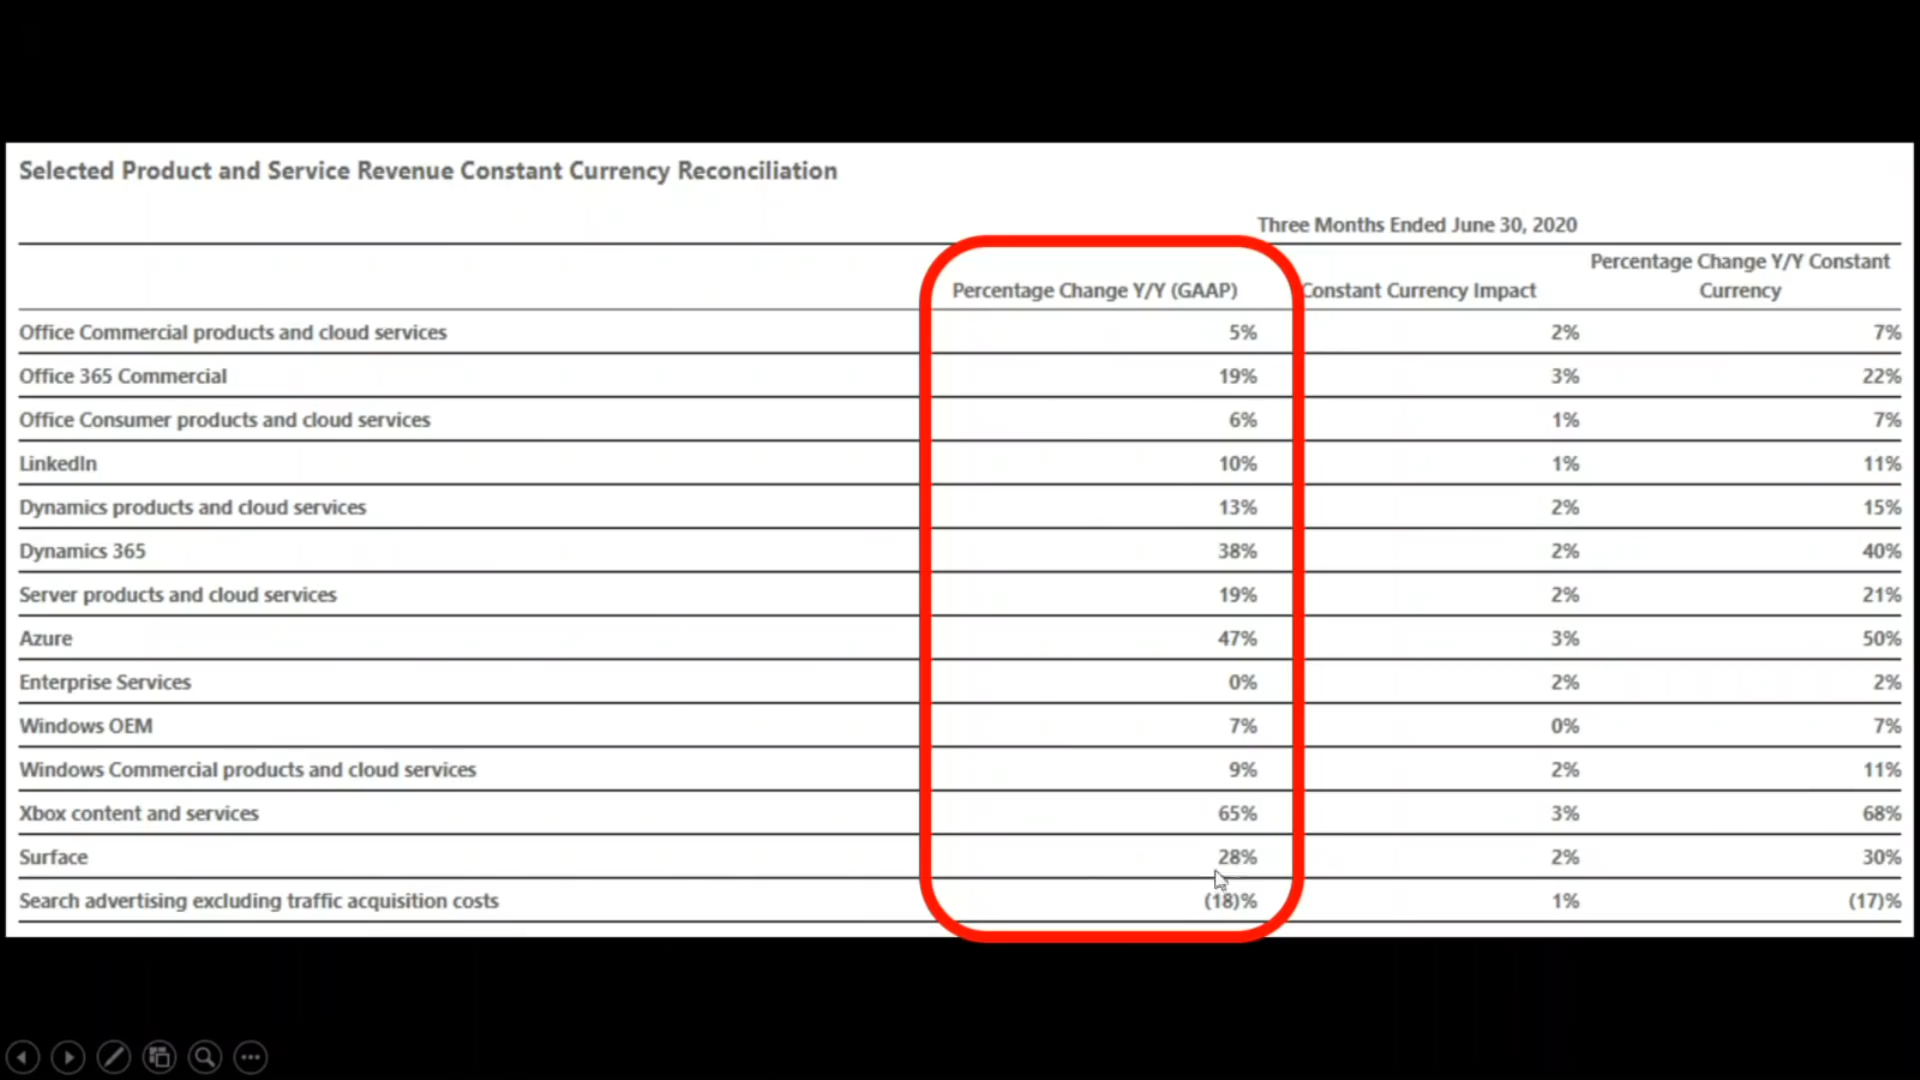 Selected Product and Service Revenue Constant Currency Reconciliation
Three Months Ended June 30, 2020
Percentage Change Y/Y (GAAP) Constant Currency Impact Percentage Change Y/Y Constant Currency
Office Commercial products and cloud services 5% 2% 7%
Office 365 Commercial 19% 3% 22%
Office Consumer products and cloud services 6% 1% 7%
LinkedIn 10% 1% 11%
Dynamics products and cloud services 13% 2% 15%
Dynamics 365 38% 2% 40%
Server products and cloud services 19% 2% 21%
Azure 47% 3% 50%
Enterprise Services 0% 2% 2%
Windows OEM 7% 0% 7%
Windows Commercial products and cloud services 9% 2% 11%
Xbox content and services 65% 3% 68%
Surface 28% 2% 30%
Search advertising excluding traffic acquisition costs (18)% 1% (17)%